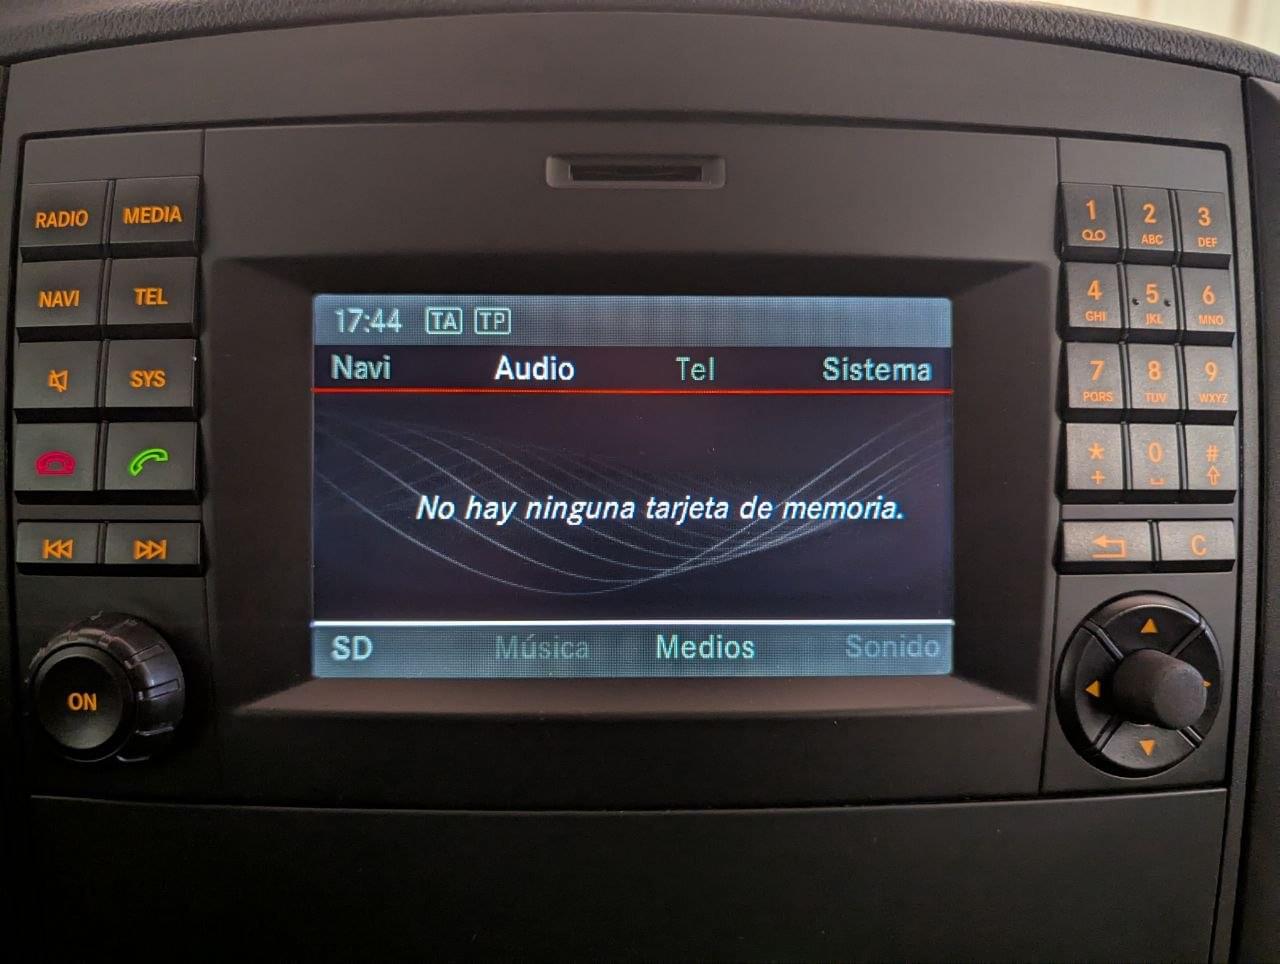 RADIO MEDIA
NAVI TEL
SYS
ON
17:44 TA TP
Navi Audio Tel Sistema
No hay ninguna tarjeta de memoria.
SD Música Medios Sonido
1 2 3
ABC DEF
4 5 6
GHI JKL MNO
7 8 9
PQRS TUV WXYZ
* 0 #
+
C